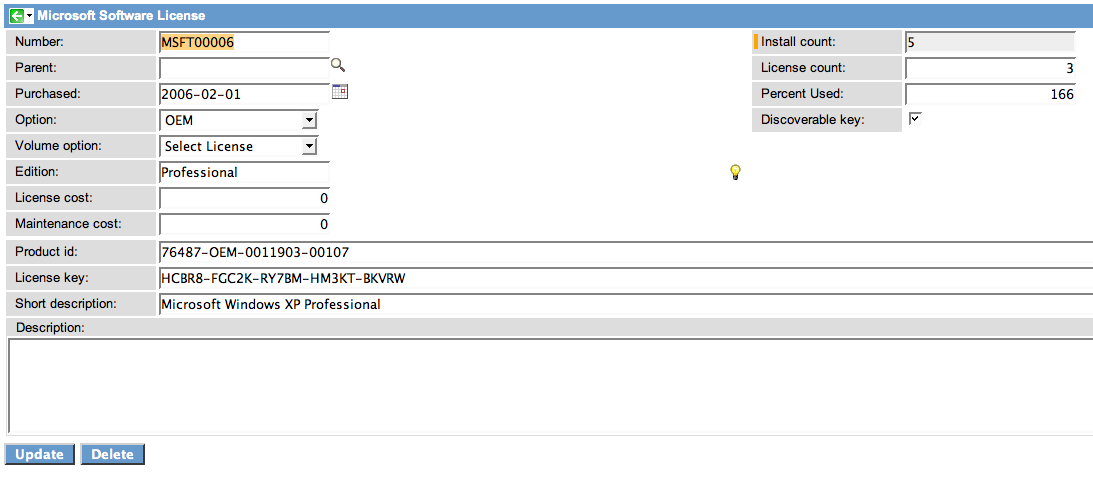 Microsoft Software License
Number: MSFT00006
Install count: 5
Parent:
License count: 3
Purchased: 2006-02-01
Percent Used: 166
Option: OEM
Discoverable key:
Volume option: Select License
Edition: Professional
License cost: 0
Maintenance cost: 0
Product id: 76487-OEM-0011903-00107
License key: HCBR8-FGC2K-RY7BM-HM3KT-BKVRW
Short description: Microsoft Windows XP Professional
Description:
Update Delete